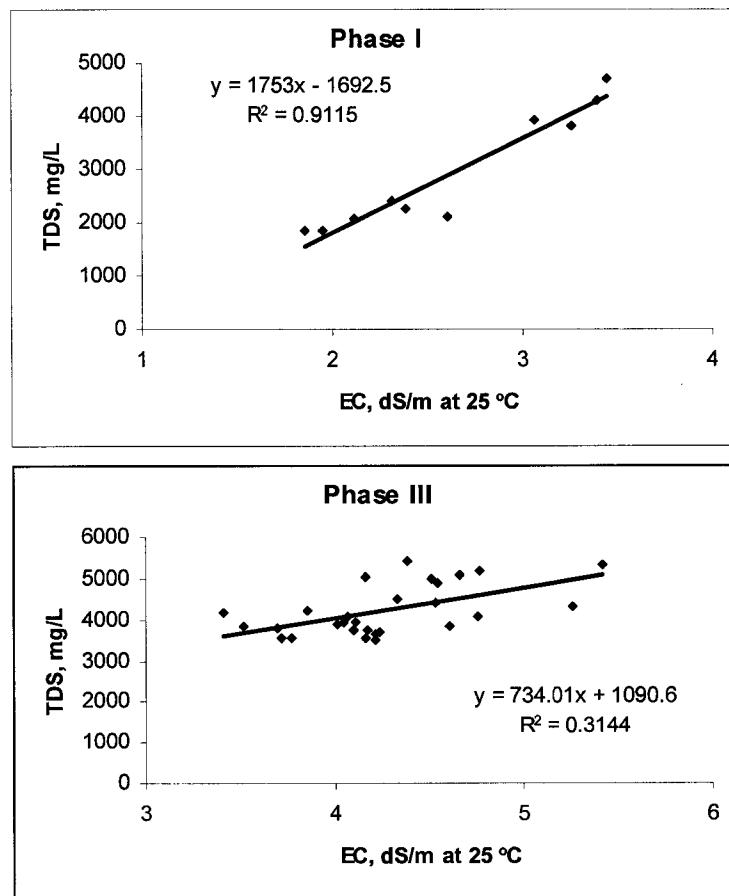 Phase I
y = 1753x - 1692.5
R² = 0.9115
TDS, mg/L
5000
4000
3000
2000
1000
0
1 2 3 4
EC, dS/m at 25 ºC
Phase III
y = 734.01x + 1090.6
R² = 0.3144
TDS, mg/L
6000
5000
4000
3000
2000
1000
0
3 4 5 6
EC, dS/m at 25 ºC